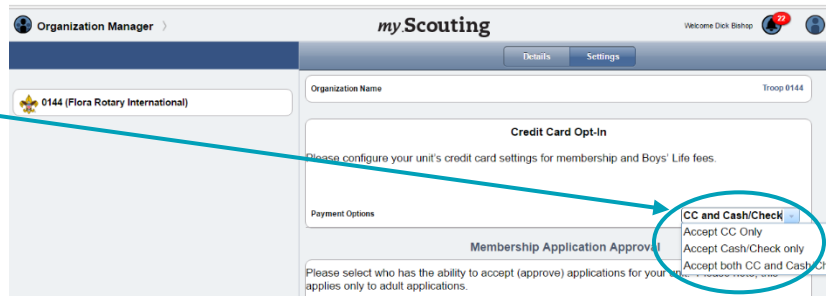 Organization Manager
my.Scouting
Welcome Dick Bishop
22
Details
Settings
0144 (Flora Rotary International)
Organization Name
Troop 0144
Credit Card Opt-In
Please configure your unit's credit card settings for membership and Boys' Life fees.
Payment Options
CC and Cash/Check
Accept CC Only
Accept Cash/Check only
Accept both CC and Cash/Ch
Membership Application Approval
Please select who has the ability to accept (approve) applications for your this
applies only to adult applications.